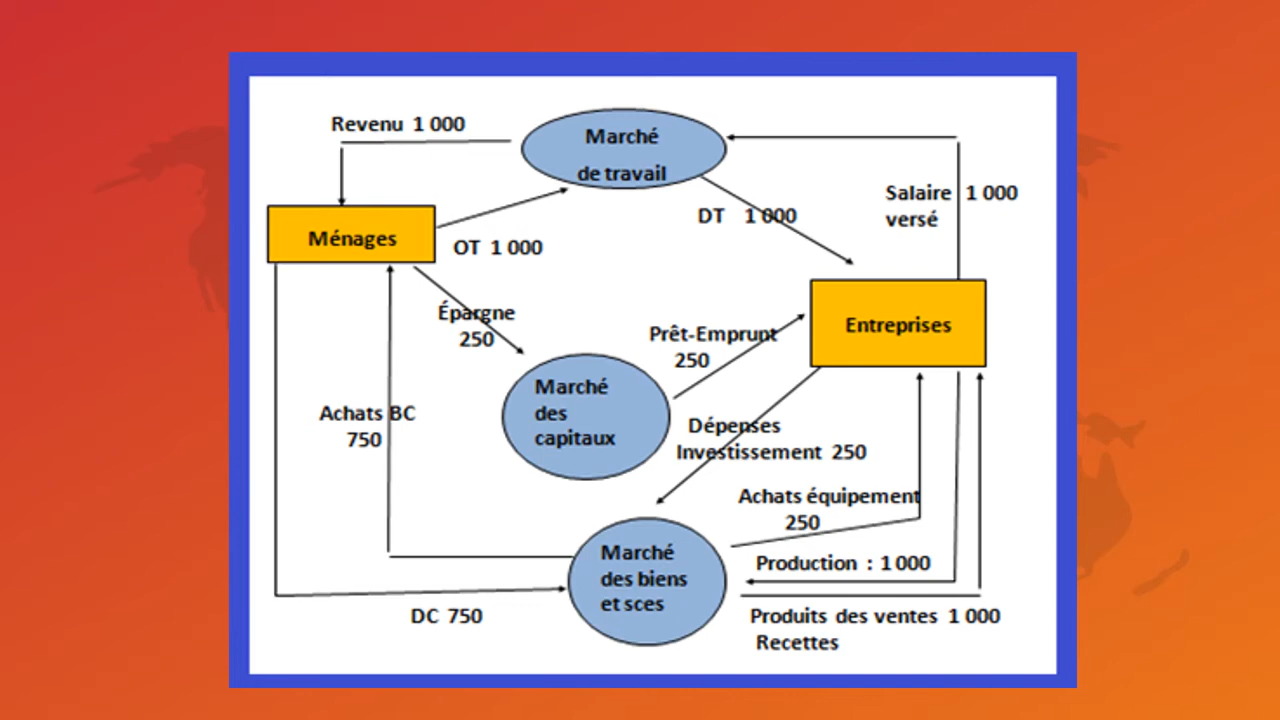 Revenu 1 000
Marché
de travail
Salaire 1 000
versé
DT 1 000
Ménages
OT 1 000
Épargne
250
Entreprises
Prêt-Emprunt
250
Marché
des
capitaux
Achats BC
750
Dépenses
Investissement 250
Achats équipement
250
Marché
des biens
et sces
Production : 1 000
DC 750
Produits des ventes 1 000
Recettes